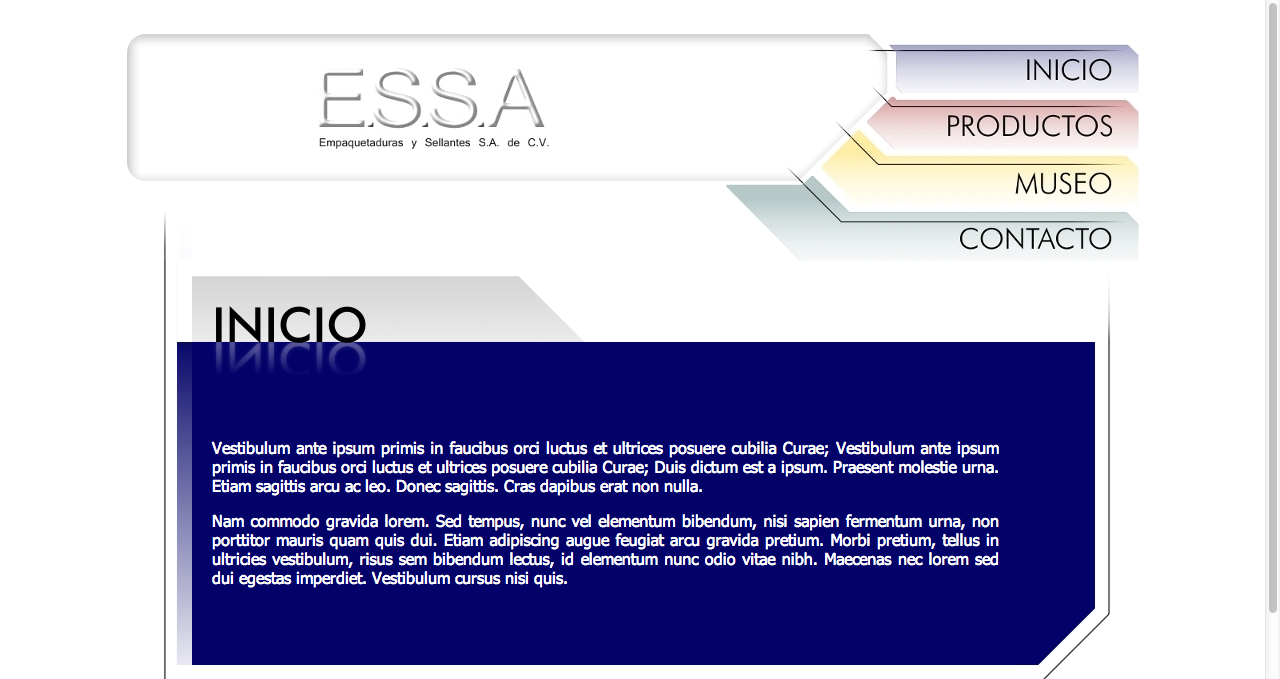 E.S.S.A
Empaquetaduras y Sellantes S.A. de C.V.
INICIO
PRODUCTOS
MUSEO
CONTACTO
INICIO
Vestibulum ante ipsum primis in faucibus orci luctus et ultrices posuere cubilia Curae; Vestibulum ante ipsum
primis in faucibus orci luctus et ultrices posuere cubilia Curae; Duis dictum est a ipsum. Praesent molestie urna.
Etiam sagittis arcu ac leo. Donec sagittis. Cras dapibus erat non nulla.
Nam commodo gravida lorem. Sed tempus, nunc vel elementum bibendum, nisi sapien fermentum urna, non
porttitor mauris quam quis dui. Etiam adipiscing augue feugiat arcu gravida pretium. Morbi pretium, tellus in
ultricies vestibulum, risus sem bibendum lectus, id elementum nunc odio vitae nibh. Maecenas nec lorem sed
dui egestas imperdiet. Vestibulum cursus nisi quis.